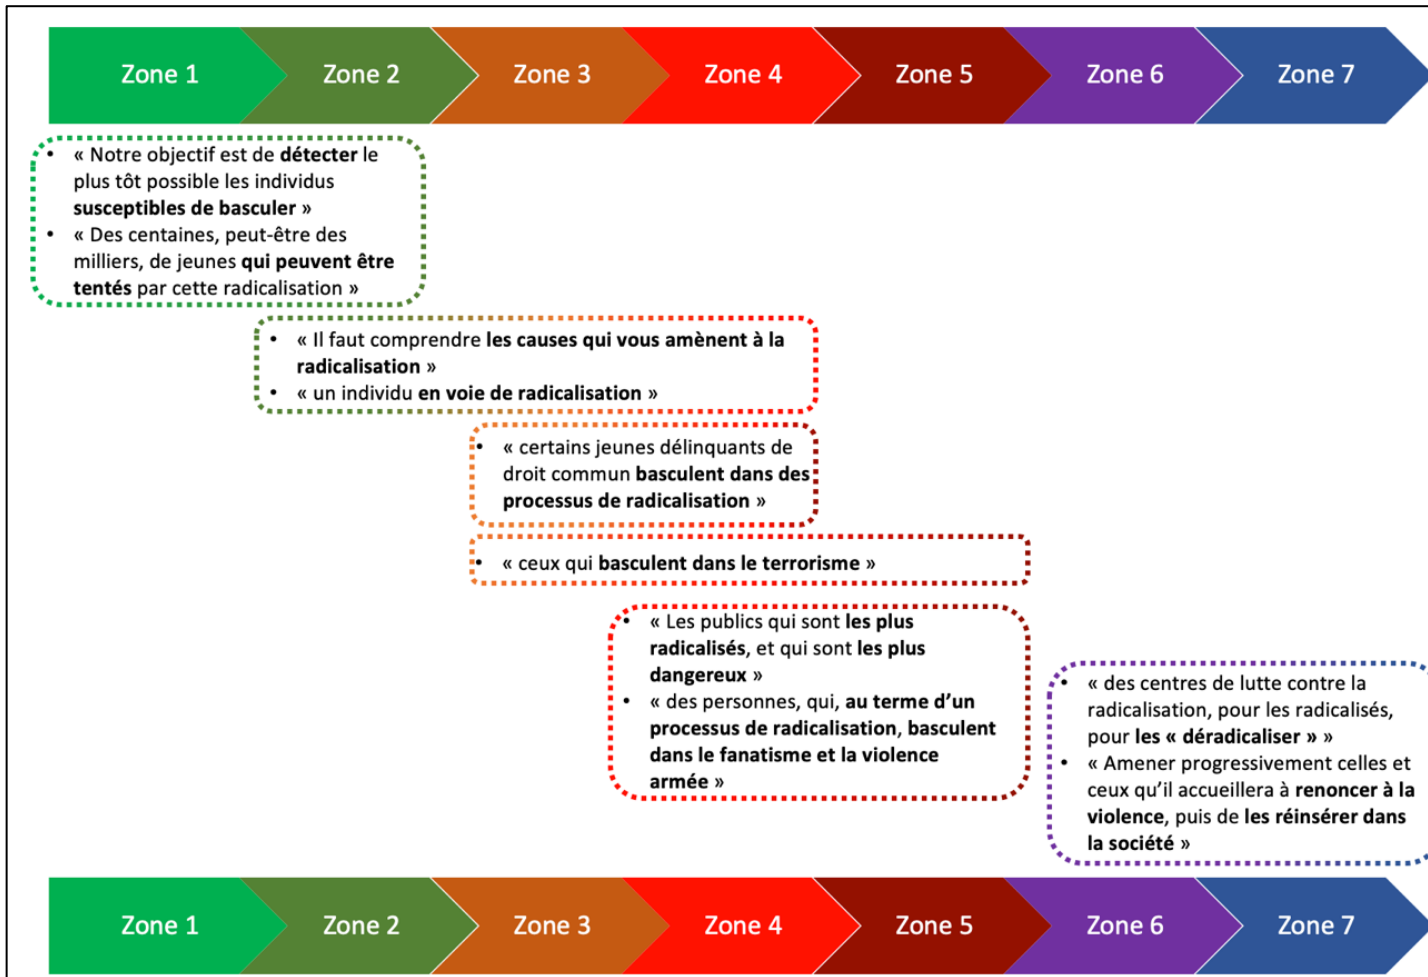 Zone 1 Zone 2 Zone 3 Zone 4 Zone 5 Zone 6 Zone 7
• « Notre objectif est de détecter le
plus tôt possible les individus
susceptibles de basculer »
• « Des centaines, peut-être des
milliers, de jeunes qui peuvent être
tentés par cette radicalisation »
• « Il faut comprendre les causes qui vous amènent à la
radicalisation »
• « un individu en voie de radicalisation »
• « certains jeunes délinquants de
droit commun basculent dans des
processus de radicalisation »
• « ceux qui basculent dans le terrorisme »
• « Les publics qui sont les plus
radicalisés, et qui sont les plus
dangereux »
• « des personnes, qui, au terme d’un
processus de radicalisation, basculent
dans le fanatisme et la violence
armée »
• « des centres de lutte contre la
radicalisation, pour les radicalisés,
pour les « déradicaliser » »
• « Amener progressivement celles et
ceux qu’il accueillera à renoncer à la
violence, puis de les réinsérer dans
la société »
Zone 1 Zone 2 Zone 3 Zone 4 Zone 5 Zone 6 Zone 7